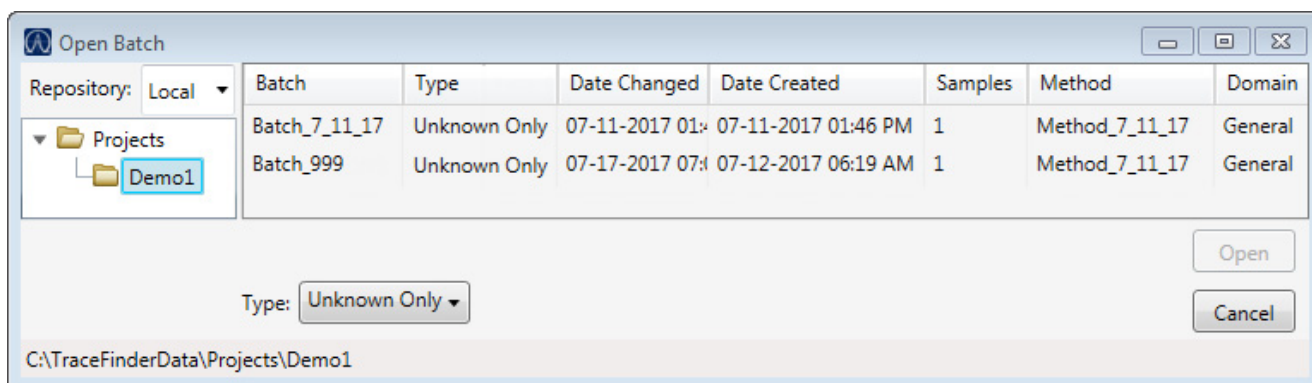 Open Batch
Repository: Local
Batch Type Date Changed Date Created Samples Method Domain
Projects
Demo1
Batch_7_11_17 Unknown Only 07-11-2017 01:4 07-11-2017 01:46 PM 1 Method_7_11_17 General
Batch_999 Unknown Only 07-17-2017 07:0 07-12-2017 06:19 AM 1 Method_7_11_17 General
Open
Type: Unknown Only
Cancel
C:\TraceFinderData\Projects\Demo1